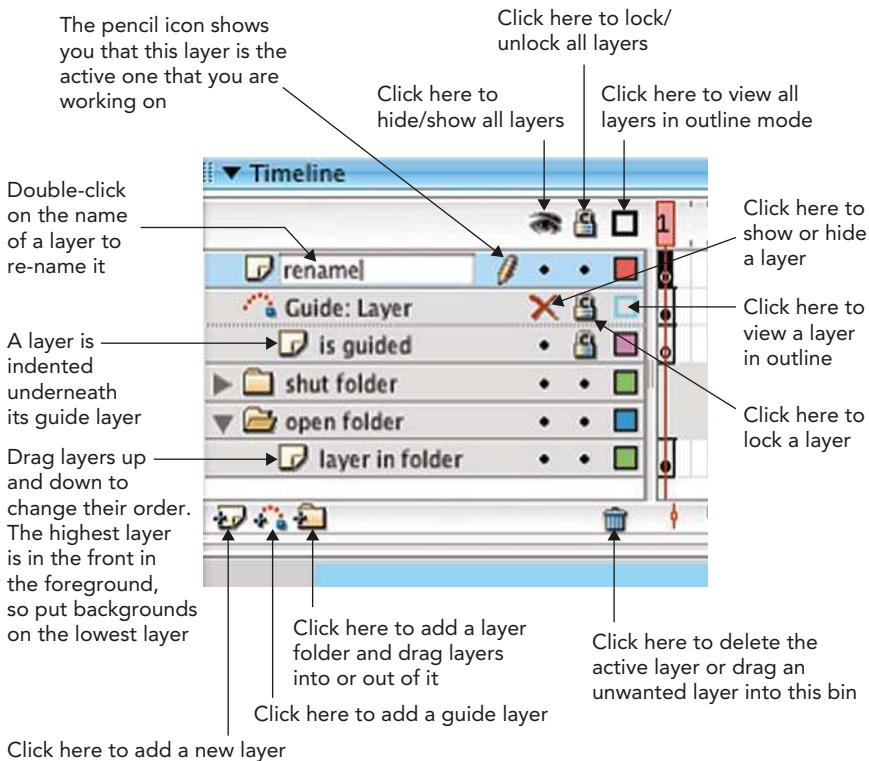 The pencil icon shows
you that this layer is the
active one that you are
working on
Click here to lock/
unlock all layers
Click here to
hide/show all layers
Click here to view all
layers in outline mode
Double-click
on the name
of a layer to
re-name it
A layer is
indented
underneath
its guide layer
Drag layers up
and down to
change their order.
The highest layer
is in the front in
the foreground,
so put backgrounds
on the lowest layer
Timeline
1
rename
Guide: Layer
is guided
shut folder
open folder
layer in folder
Click here to
show or hide
a layer
Click here to
view a layer
in outline
Click here to
lock a layer
Click here to add a layer
folder and drag layers
into or out of it
Click here to delete the
active layer or drag an
unwanted layer into this bin
Click here to add a guide layer
Click here to add a new layer